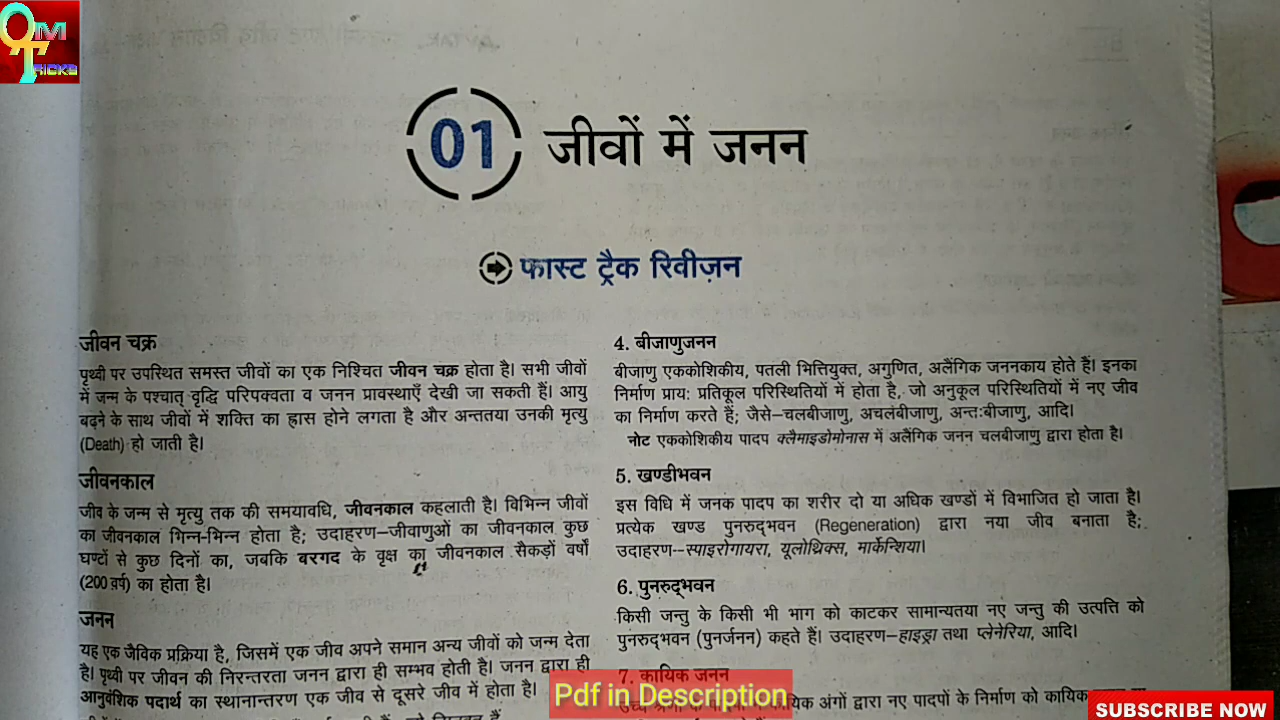 OM
TRICKS
01 जीवों में जनन
फास्ट ट्रैक रिवीज़न
जीवन चक्र
पृथ्वी पर उपस्थित समस्त जीवों का एक निश्चित जीवन चक्र होता है। सभी जीवों
में जन्म के पश्चात् वृद्धि परिपक्वता व जनन प्रावस्थाएँ देखी जा सकती हैं। आयु
बढ़ने के साथ जीवों में शक्ति का ह्रास होने लगता है और अन्ततया उनकी मृत्यु
(Death) हो जाती है।
जीवनकाल
जीव के जन्म से मृत्यु तक की समयावधि, जीवनकाल कहलाती है। विभिन्न जीवों
का जीवनकाल भिन्न-भिन्न होता है; उदाहरण–जीवाणुओं का जीवनकाल कुछ
घण्टों से कुछ दिनों का, जबकि बरगद के वृक्ष का जीवनकाल सैकड़ों वर्षों
(200 वर्ष) का होता है।
जनन
यह एक जैविक प्रक्रिया है, जिसमें एक जीव अपने समान अन्य जीवों को जन्म देता
है। पृथ्वी पर जीवन की निरन्तरता जनन द्वारा ही सम्भव होती है। जनन द्वारा ही
आनुवंशिक पदार्थ का स्थानान्तरण एक जीव से दूसरे जीव में होता है।
4. बीजाणुजनन
बीजाणु एककोशिकीय, पतली भित्तियुक्त, अगुणित, अलैंगिक जननकाय होते हैं। इनका
निर्माण प्राय: प्रतिकूल परिस्थितियों में होता है, जो अनुकूल परिस्थितियों में नए जीव
का निर्माण करते हैं; जैसे–चलबीजाणु, अचलबीजाणु, अन्त:बीजाणु, आदि।
नोट एककोशिकीय पादप क्लैमाइडोमोनास में अलैंगिक जनन चलबीजाणु द्वारा होता है।
5. खण्डीभवन
इस विधि में जनक पादप का शरीर दो या अधिक खण्डों में विभाजित हो जाता है।
प्रत्येक खण्ड पुनरुद्भवन (Regeneration) द्वारा नया जीव बनाता है;
उदाहरण–स्पाइरोगायरा, यूलोथ्रिक्स, मार्केन्शिया।
6. पुनरुद्भवन
किसी जन्तु के किसी भी भाग को काटकर सामान्यतया नए जन्तु की उत्पत्ति को
पुनरुद्भवन (पुनर्जनन) कहते हैं। उदाहरण–हाइड्रा तथा प्लेनेरिया, आदि।
7. कायिक जनन
कायिक अंगों द्वारा नए पादपों के निर्माण को कायिक
Pdf in Description
SUBSCRIBE NOW